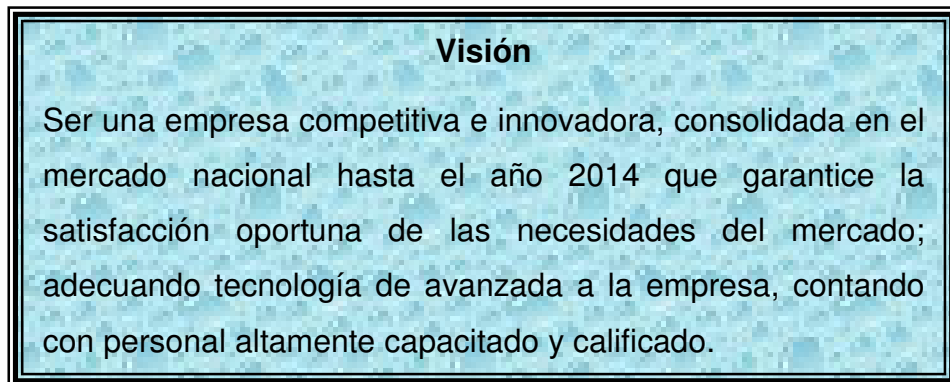 Visión
Ser una empresa competitiva e innovadora, consolidada en el
mercado nacional hasta el año 2014 que garantice la
satisfacción oportuna de las necesidades del mercado;
adecuando tecnología de avanzada a la empresa, contando
con personal altamente capacitado y calificado.